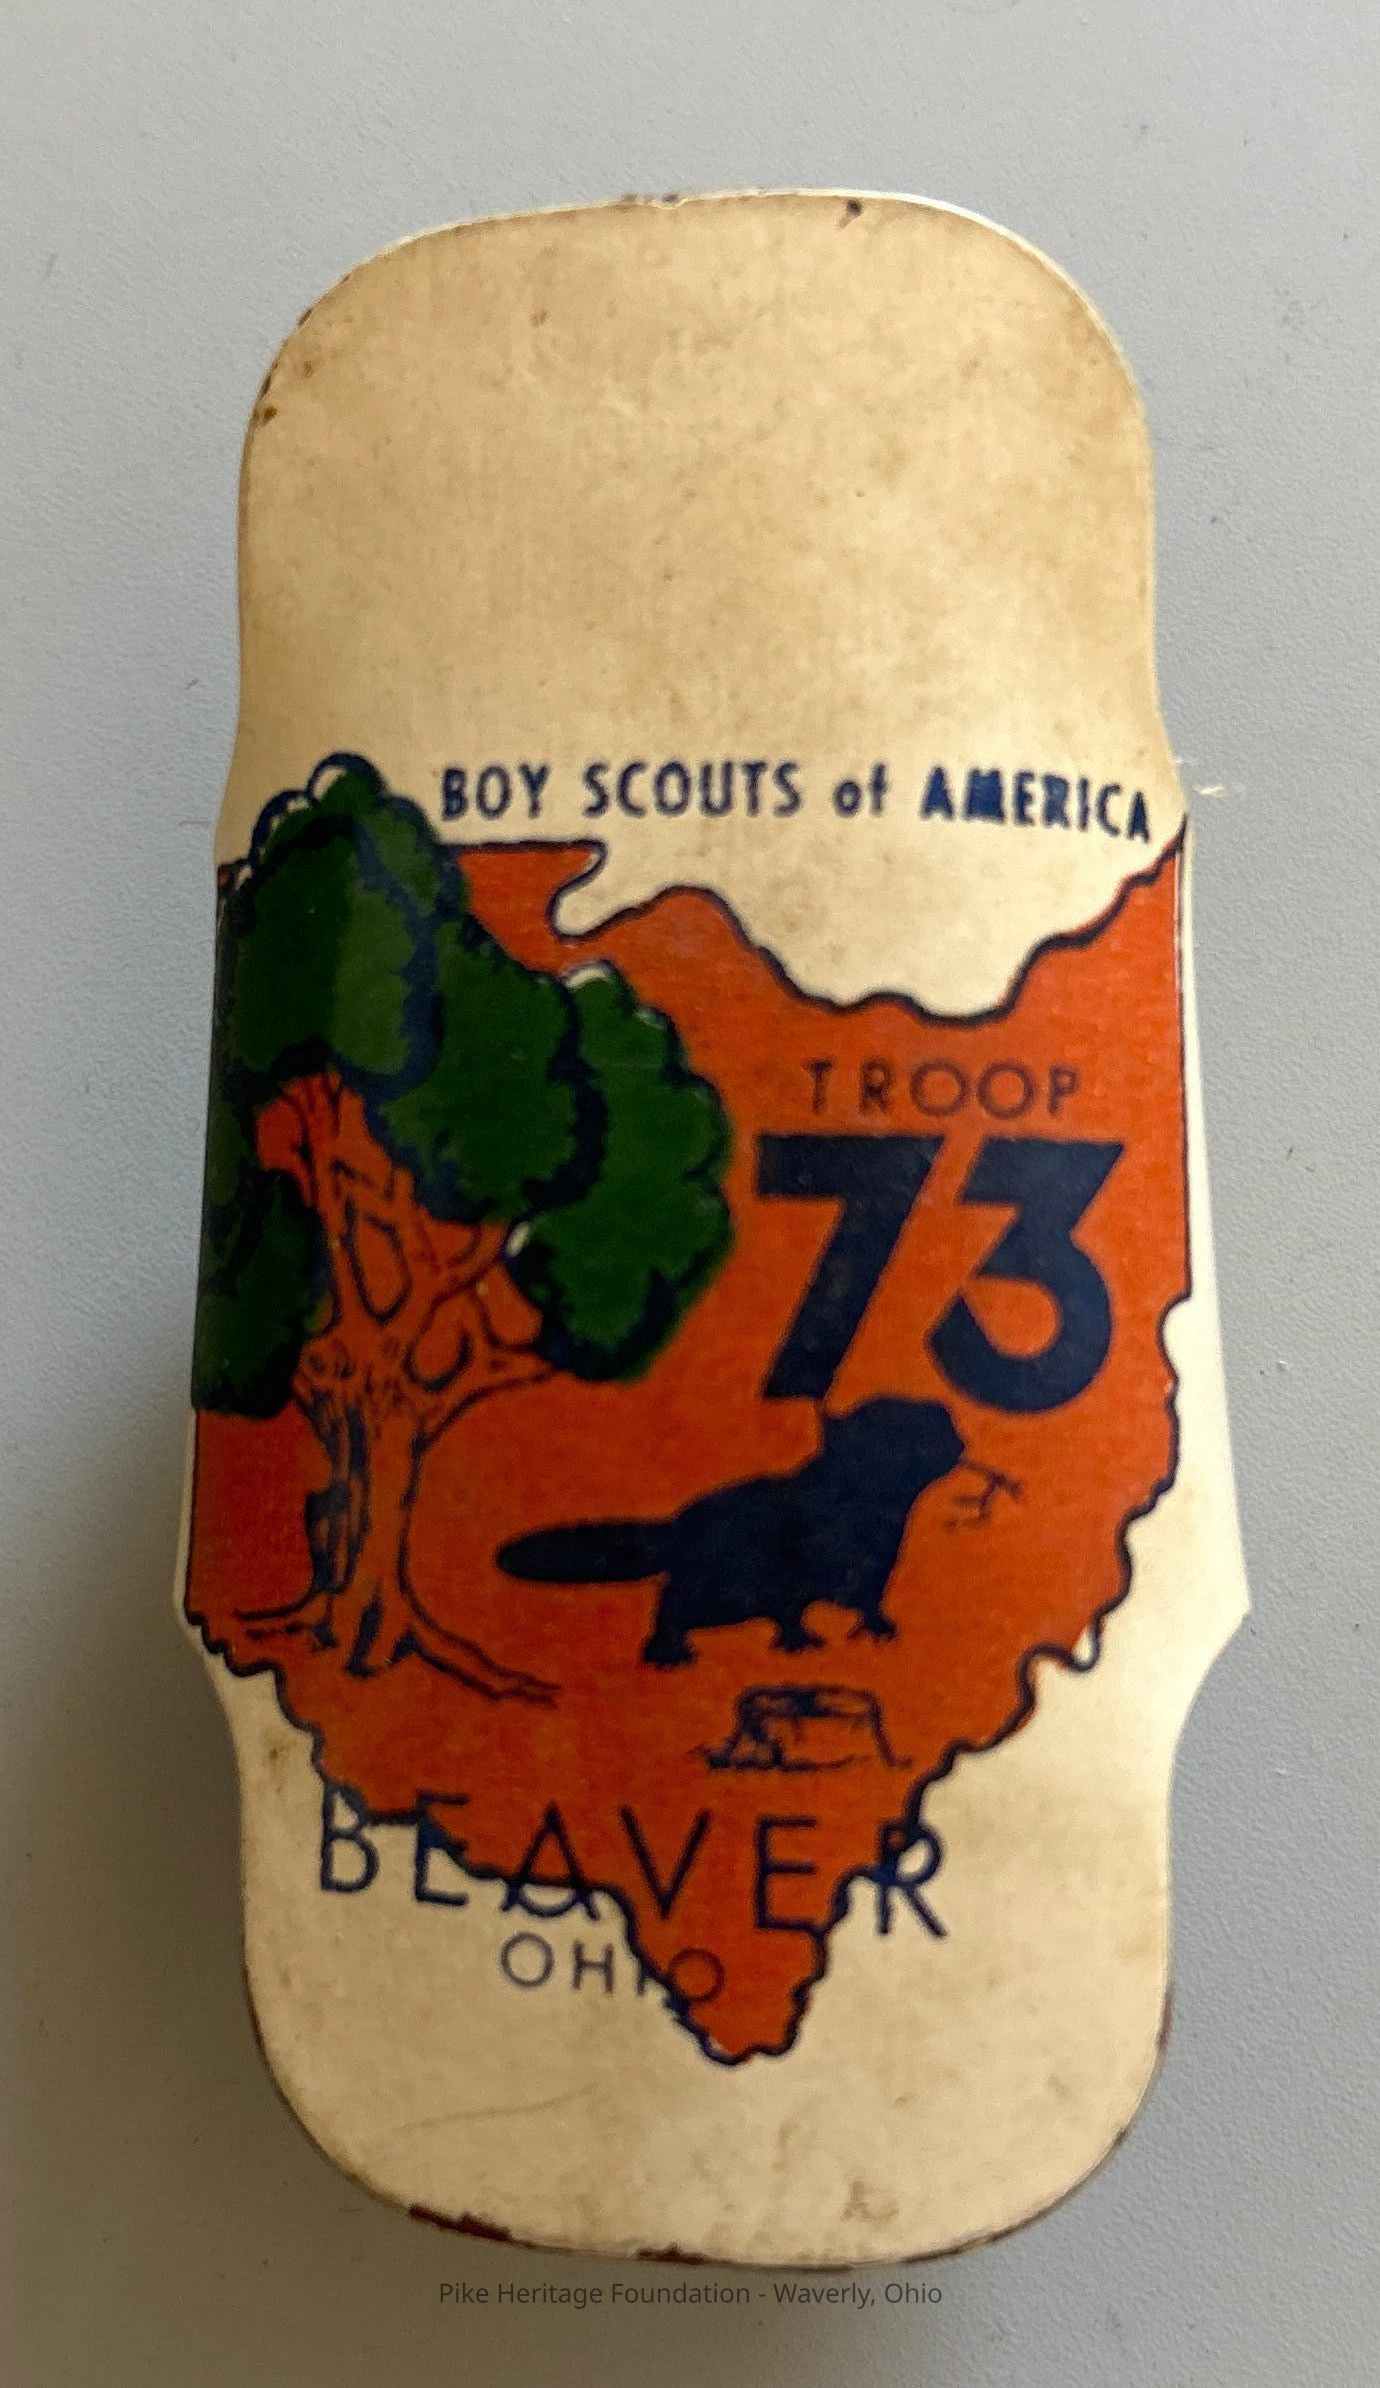 BOY SCOUTS of AMERICA
TROOP
73
BEAVER
OHIO
Pike Heritage Foundation - Waverly, Ohio